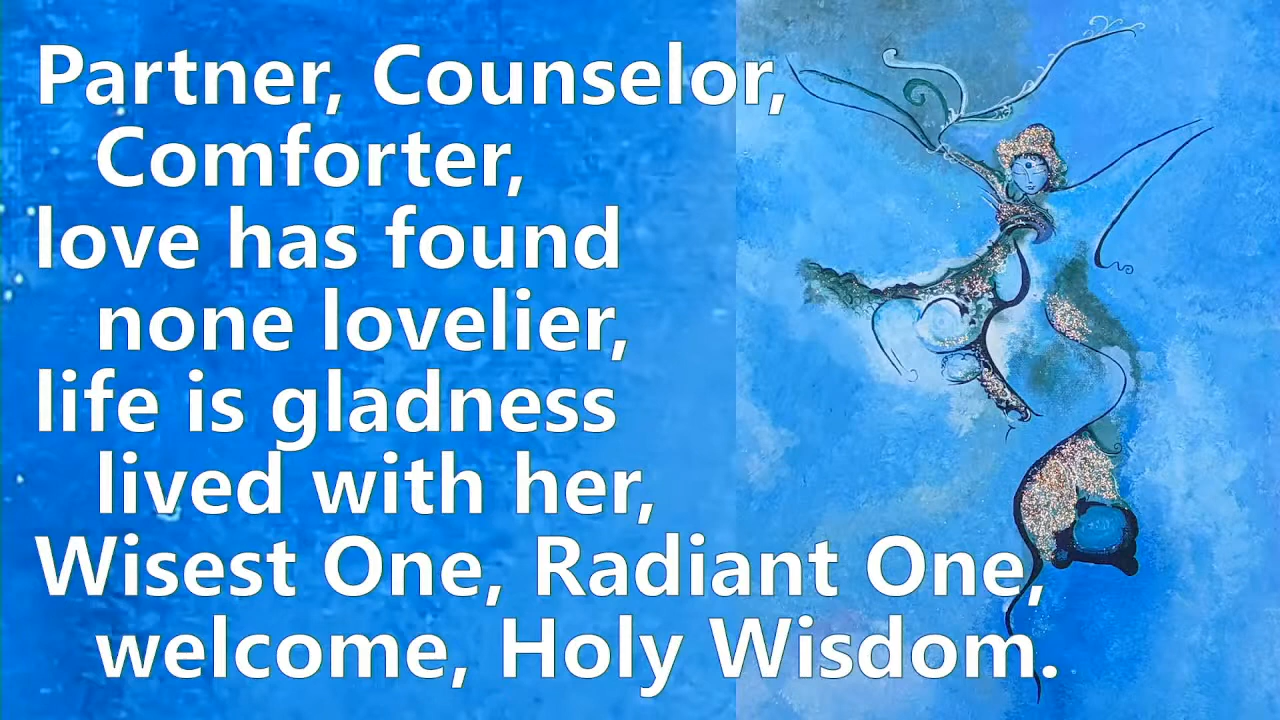 Partner, Counselor,
Comforter,
love has found
none lovelier,
life is gladness
lived with her,
Wisest One, Radiant One,
welcome, Holy Wisdom.